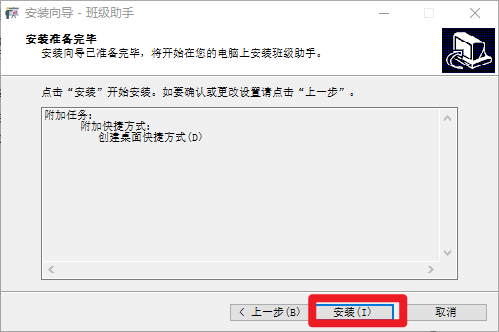 安装向导 - 班级助手
安装准备完毕
安装向导已准备完毕，将开始在您的电脑上安装班级助手。
点击“安装”开始安装。如要确认或更改设置请点击“上一步”。
附加任务:
附加快捷方式:
创建桌面快捷方式(D)
< 上一步(B)
安装(I)
取消